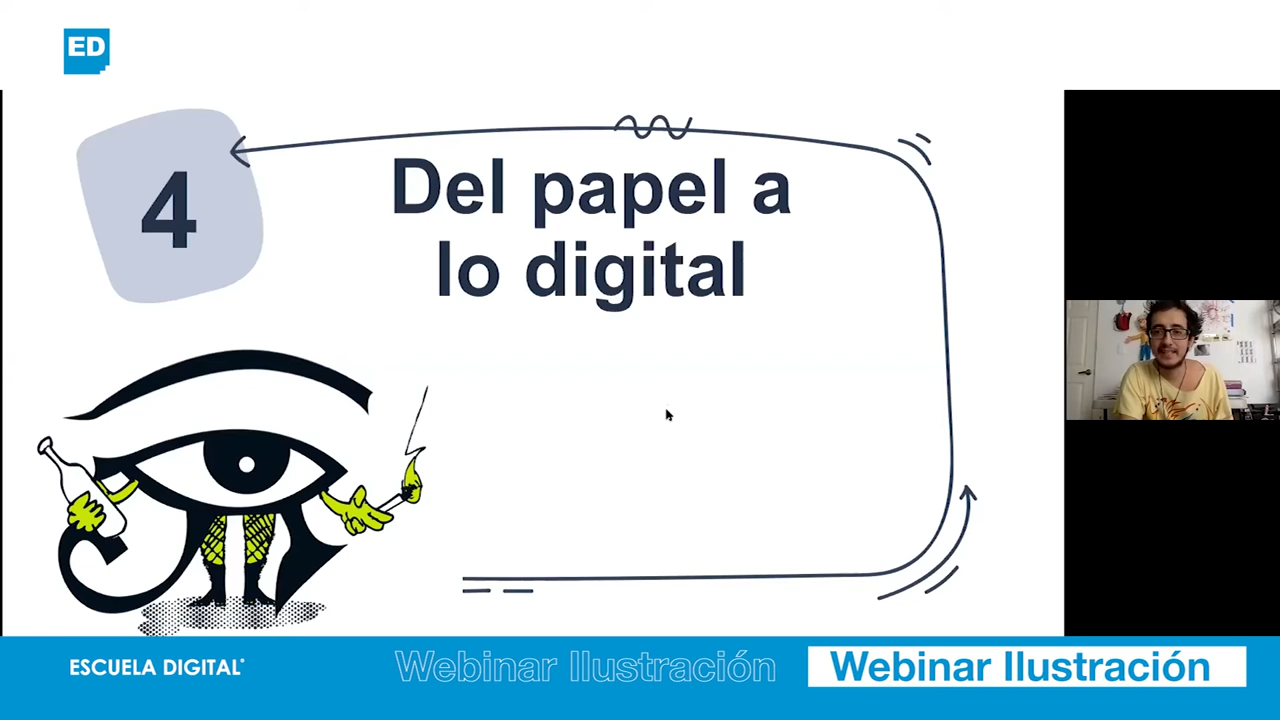 ED
4
Del papel a
lo digital
ESCUELA DIGITAL
Webinar Ilustración
Webinar Ilustración